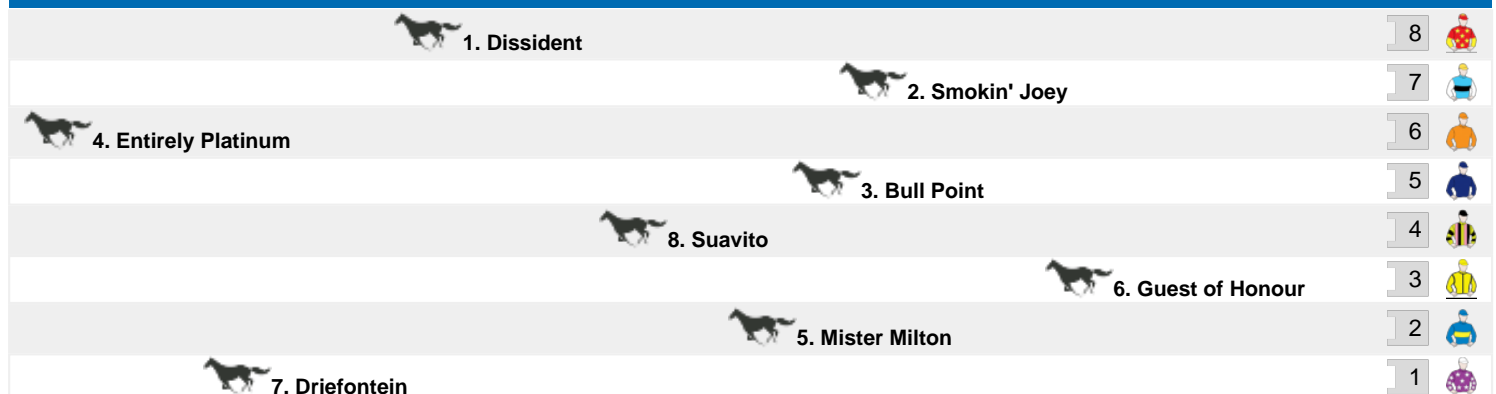 1. Dissident 8
2. Smokin' Joey 7
4. Entirely Platinum 6
3. Bull Point 5
8. Suavito 4
6. Guest of Honour 3
5. Mister Milton 2
7. Driefontein 1